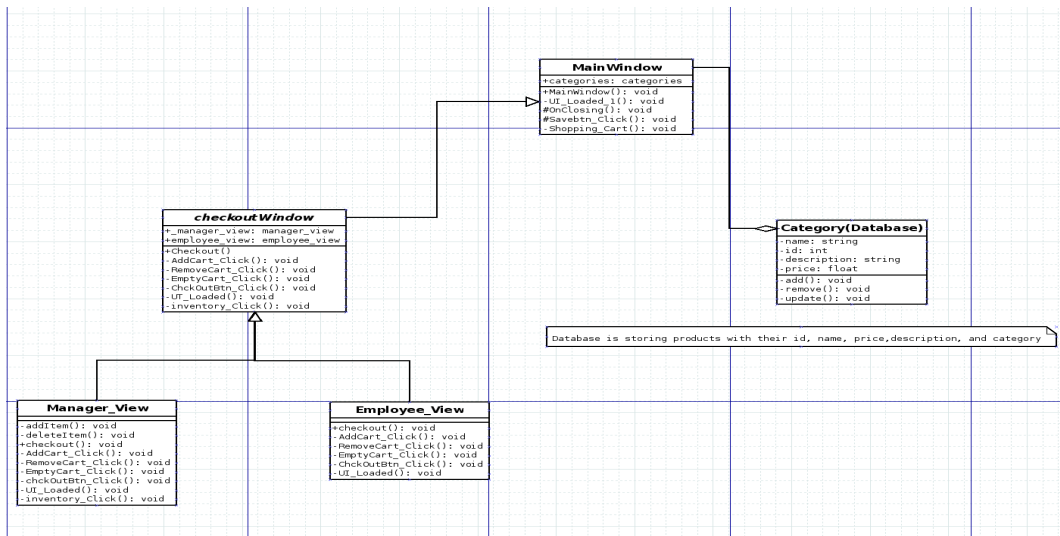 MainWindow
+categories: categories
+MainWindow(): void
-UI_Loaded_1(): void
#OnClosing(): void
#Savebtn_Click(): void
-Shopping_Cart(): void
checkoutWindow
+_manager_view: manager_view
+employee_view: employee_view
+Checkout()
-AddCart_Click(): void
-RemoveCart_Click(): void
-EmptyCart_Click(): void
-ChckOutBtn_Click: void
-UT_Loaded(): void
-inventory_Click(): void
Category(Database)
-name: string
-id: int
-description: string
-price: float
-add(): void
-remove(): void
-update(): void
Database is storing products with their id, name, price,description, and category
Manager_View
-addItem(): void
-deleteItem(): void
+checkout(): void
-AddCart_Click(): void
-RemoveCart_Click(): void
-EmptyCart_Click(): void
-chckOutBtn_Click: void
-UI_Loaded(): void
-inventory_Click(): void
Employee_View
+checkout(): void
-AddCart_Click(): void
-RemoveCart_Click(): void
-EmptyCart_Click(): void
-ChckOutBtn_Click: void
-UI_Loaded(): void